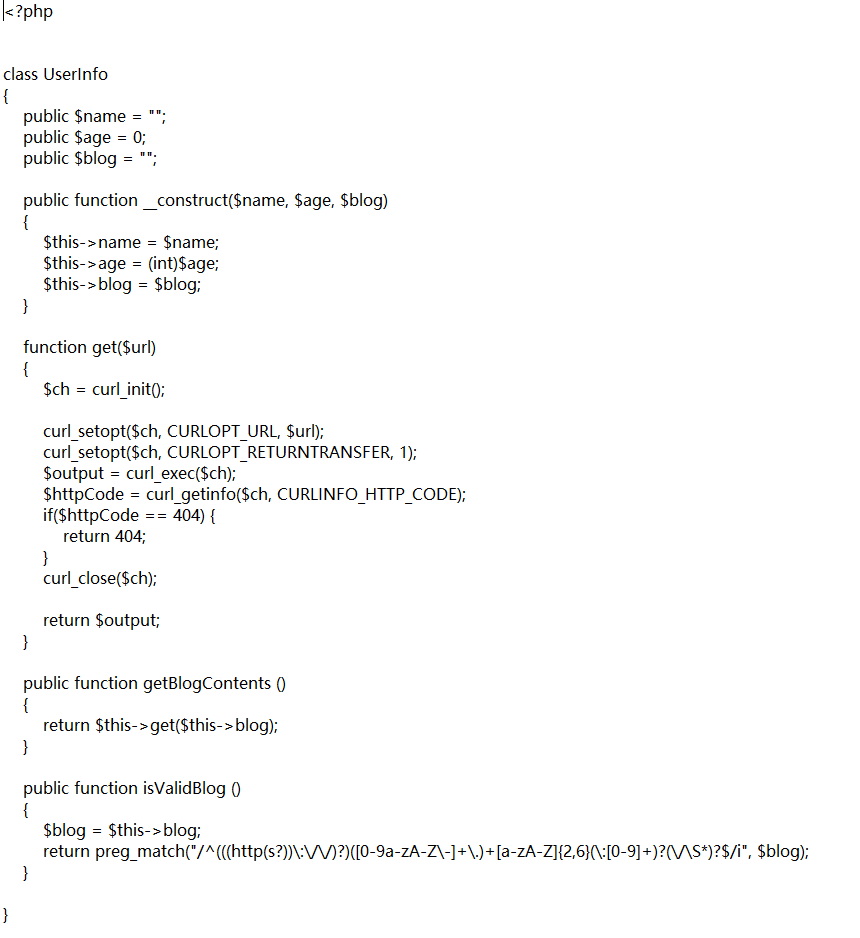 <?php
class UserInfo
{
public $name = "";
public $age = 0;
public $blog = "";
public function __construct($name, $age, $blog)
{
$this->name = $name;
$this->age = (int)$age;
$this->blog = $blog;
}
function get($url)
{
$ch = curl_init();
curl_setopt($ch, CURLOPT_URL, $url);
curl_setopt($ch, CURLOPT_RETURNTRANSFER, 1);
$output = curl_exec($ch);
$httpCode = curl_getinfo($ch, CURLINFO_HTTP_CODE);
if($httpCode == 404) {
return 404;
}
curl_close($ch);
return $output;
}
public function getBlogContents ()
{
return $this->get($this->blog);
}
public function isValidBlog ()
{
$blog = $this->blog;
return preg_match("/^(((http(s?))\:\/\/)?)([0-9a-zA-Z\-]+\.)+[a-zA-Z]{2,6}(\:[0-9]+)?(\/\S*)?$/i", $blog);
}
}